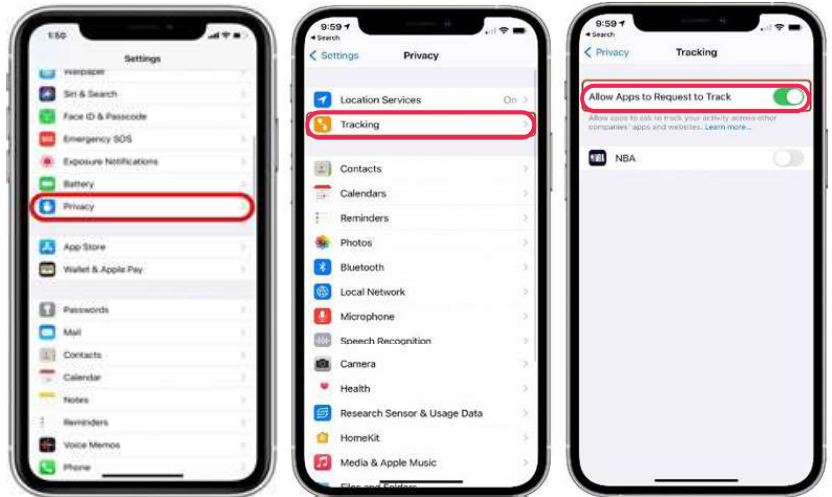 1:50
Settings
Wallpaper
Siri & Search
Face ID & Passcode
SOS
Emergency SOS
Exposure Notifications
Battery
Privacy
App Store
Wallet & Apple Pay
Passwords
Mail
Contacts
Calendar
Notes
Reminders
Voice Memos
Phone
9:59
Search
Settings
Privacy
Location Services
On
Tracking
Contacts
Calendars
Reminders
Photos
Bluetooth
Local Network
Microphone
Speech Recognition
Camera
Health
Research Sensor & Usage Data
HomeKit
Media & Apple Music
Files and Folders
9:59
Search
Privacy
Tracking
Allow Apps to Request to Track
Allow apps to ask to track your activity across other
companies' apps and websites. Learn more...
NBA